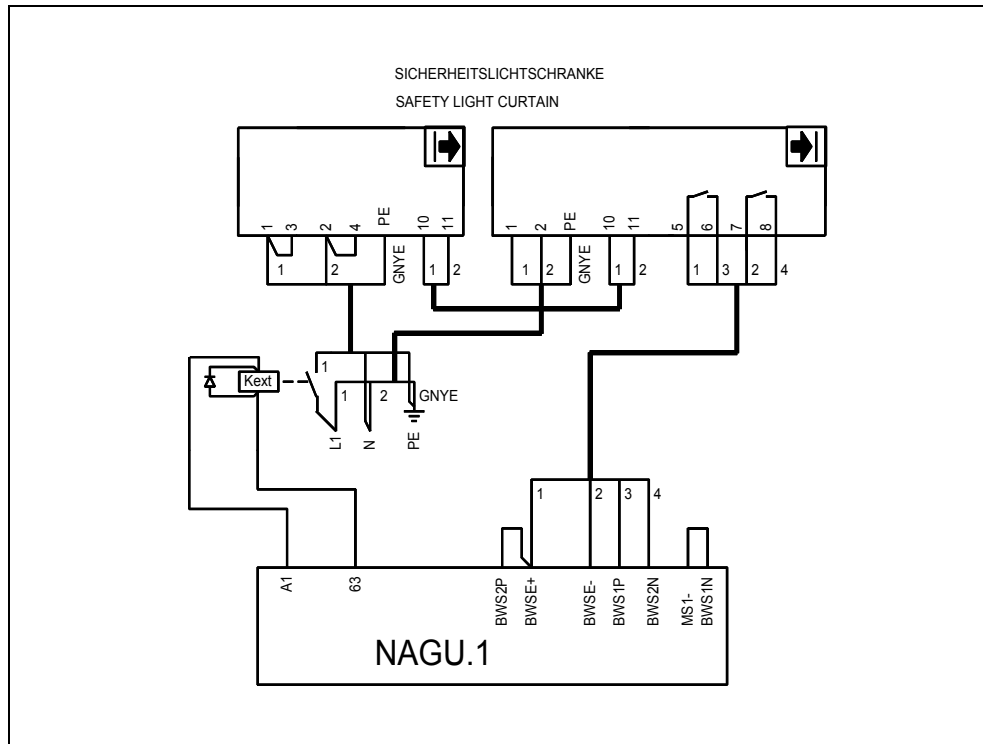 SICHERHEITSLICHTSCHRANKE
SAFETY LIGHT CURTAIN
1 3 2 4 PE 10 11
1 2 PE 10 11 5 6 7 8
1 2 GNYE 1 2
1 2 GNYE 1 2 1 3 2 4
Kext
1
1 2 GNYE
L1 N PE
1 2 3 4
A1 63 BWS2P BWSE+ BWSE- BWS1P BWS2N MS1- BWS1N
NAGU.1